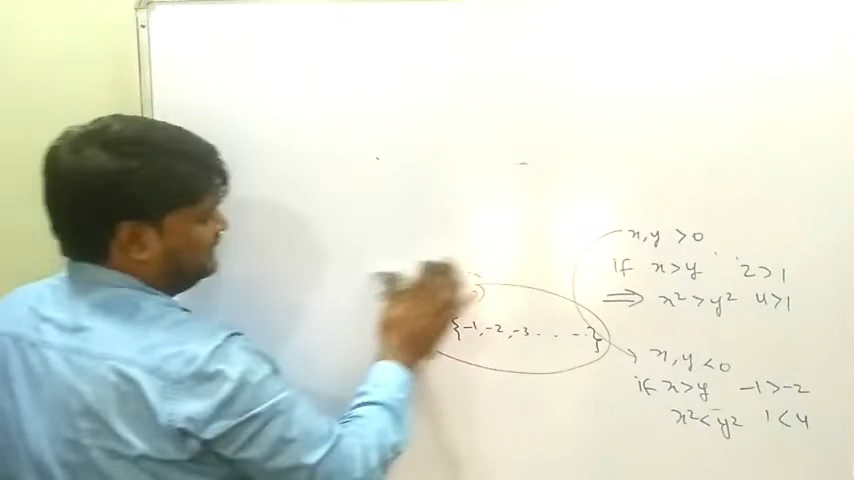 x,y >0
if x>y 2>1
⇒ x²>y² 4>1
{-1,-2,-3......}
x,y <0
if x>y -1>-2
x²<y² 1<4